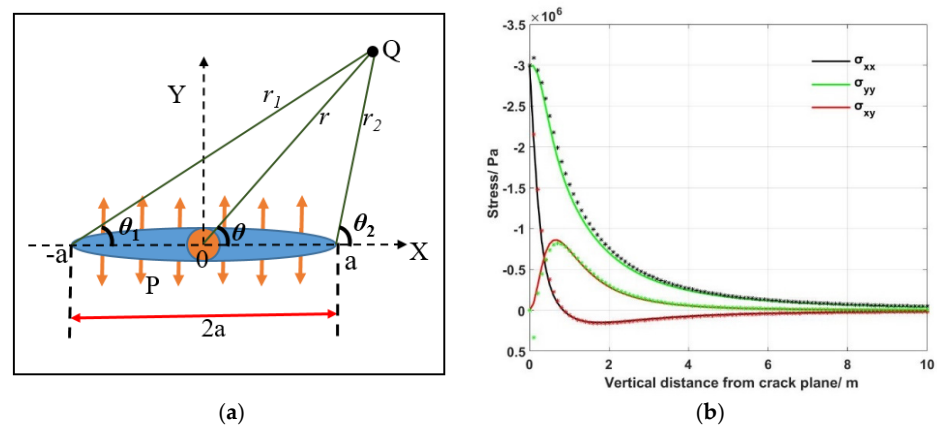 Q
Y
r1
r
r2
θ1
θ
θ2
-a
0
a
X
P
2a
(a)
×10^6
-3.5
-3
-2.5
-2
-1.5
-1
-0.5
0
0.5
Stress/ Pa
σxx
σyy
σxy
0 2 4 6 8 10
Vertical distance from crack plane/ m
(b)